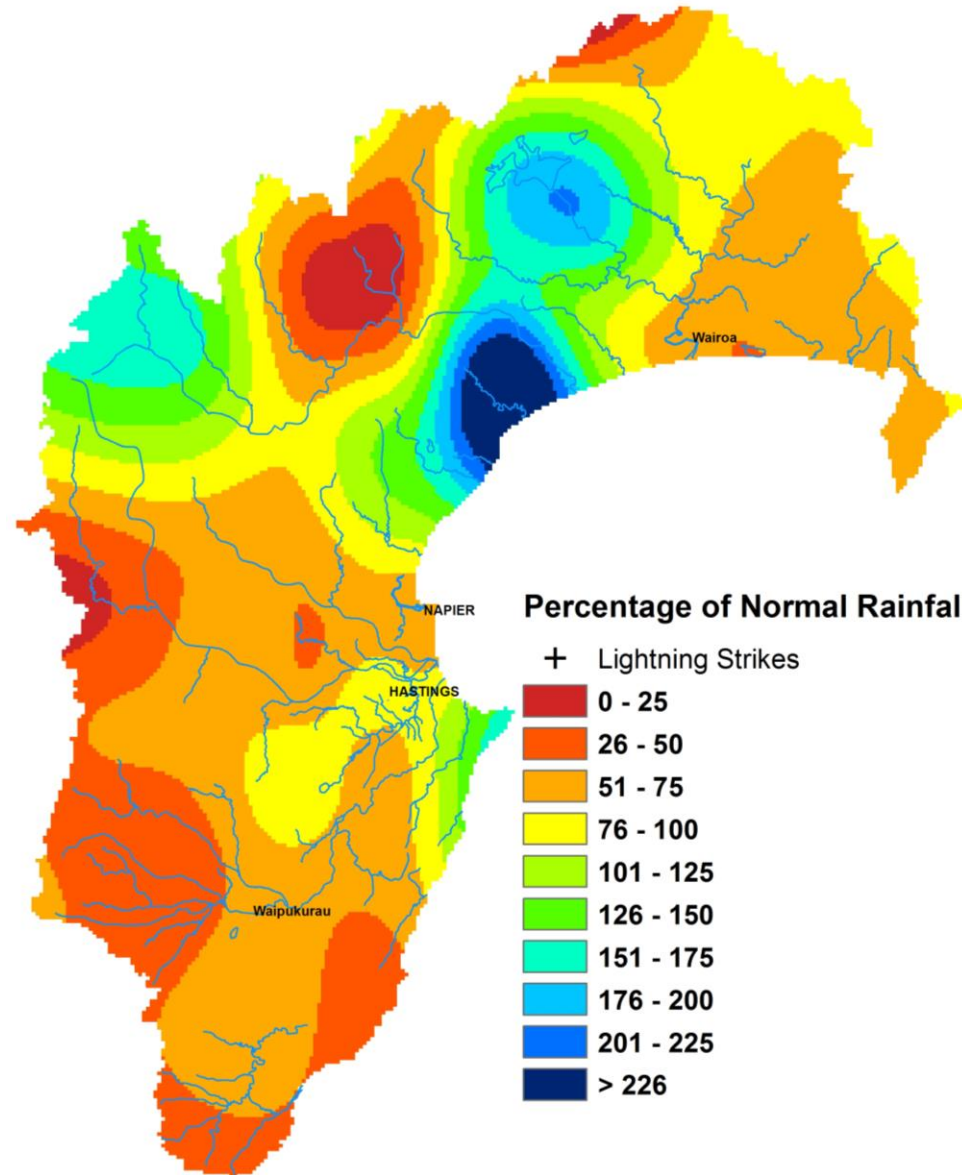 Wairoa
NAPIER
Percentage of Normal Rainfal
+ Lightning Strikes
HASTINGS
0 - 25
26 - 50
51 - 75
76 - 100
101 - 125
126 - 150
Waipukurau
151 - 175
176 - 200
201 - 225
> 226